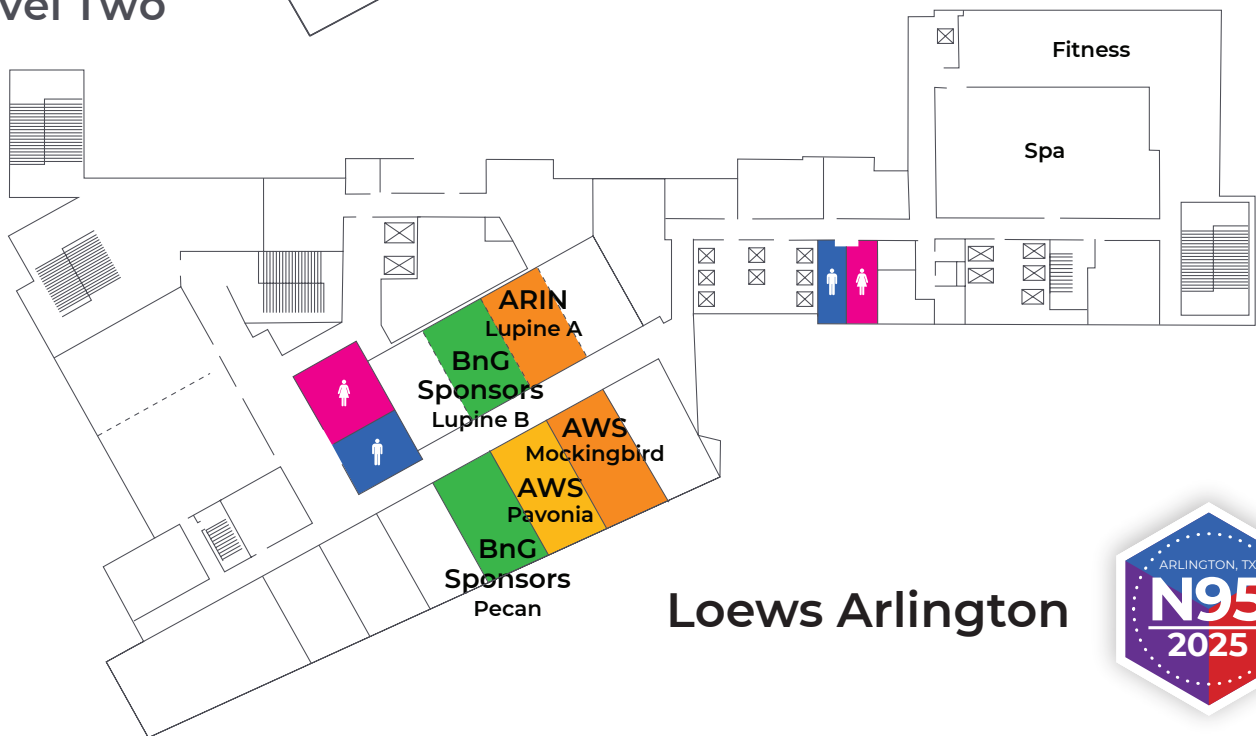 vel Two
Fitness
Spa
ARIN
Lupine A
BnG
Sponsors
Lupine B
AWS
Mockingbird
AWS
Pavonia
BnG
Sponsors
Pecan
Loews Arlington
ARLINGTON, TX
N95
2025